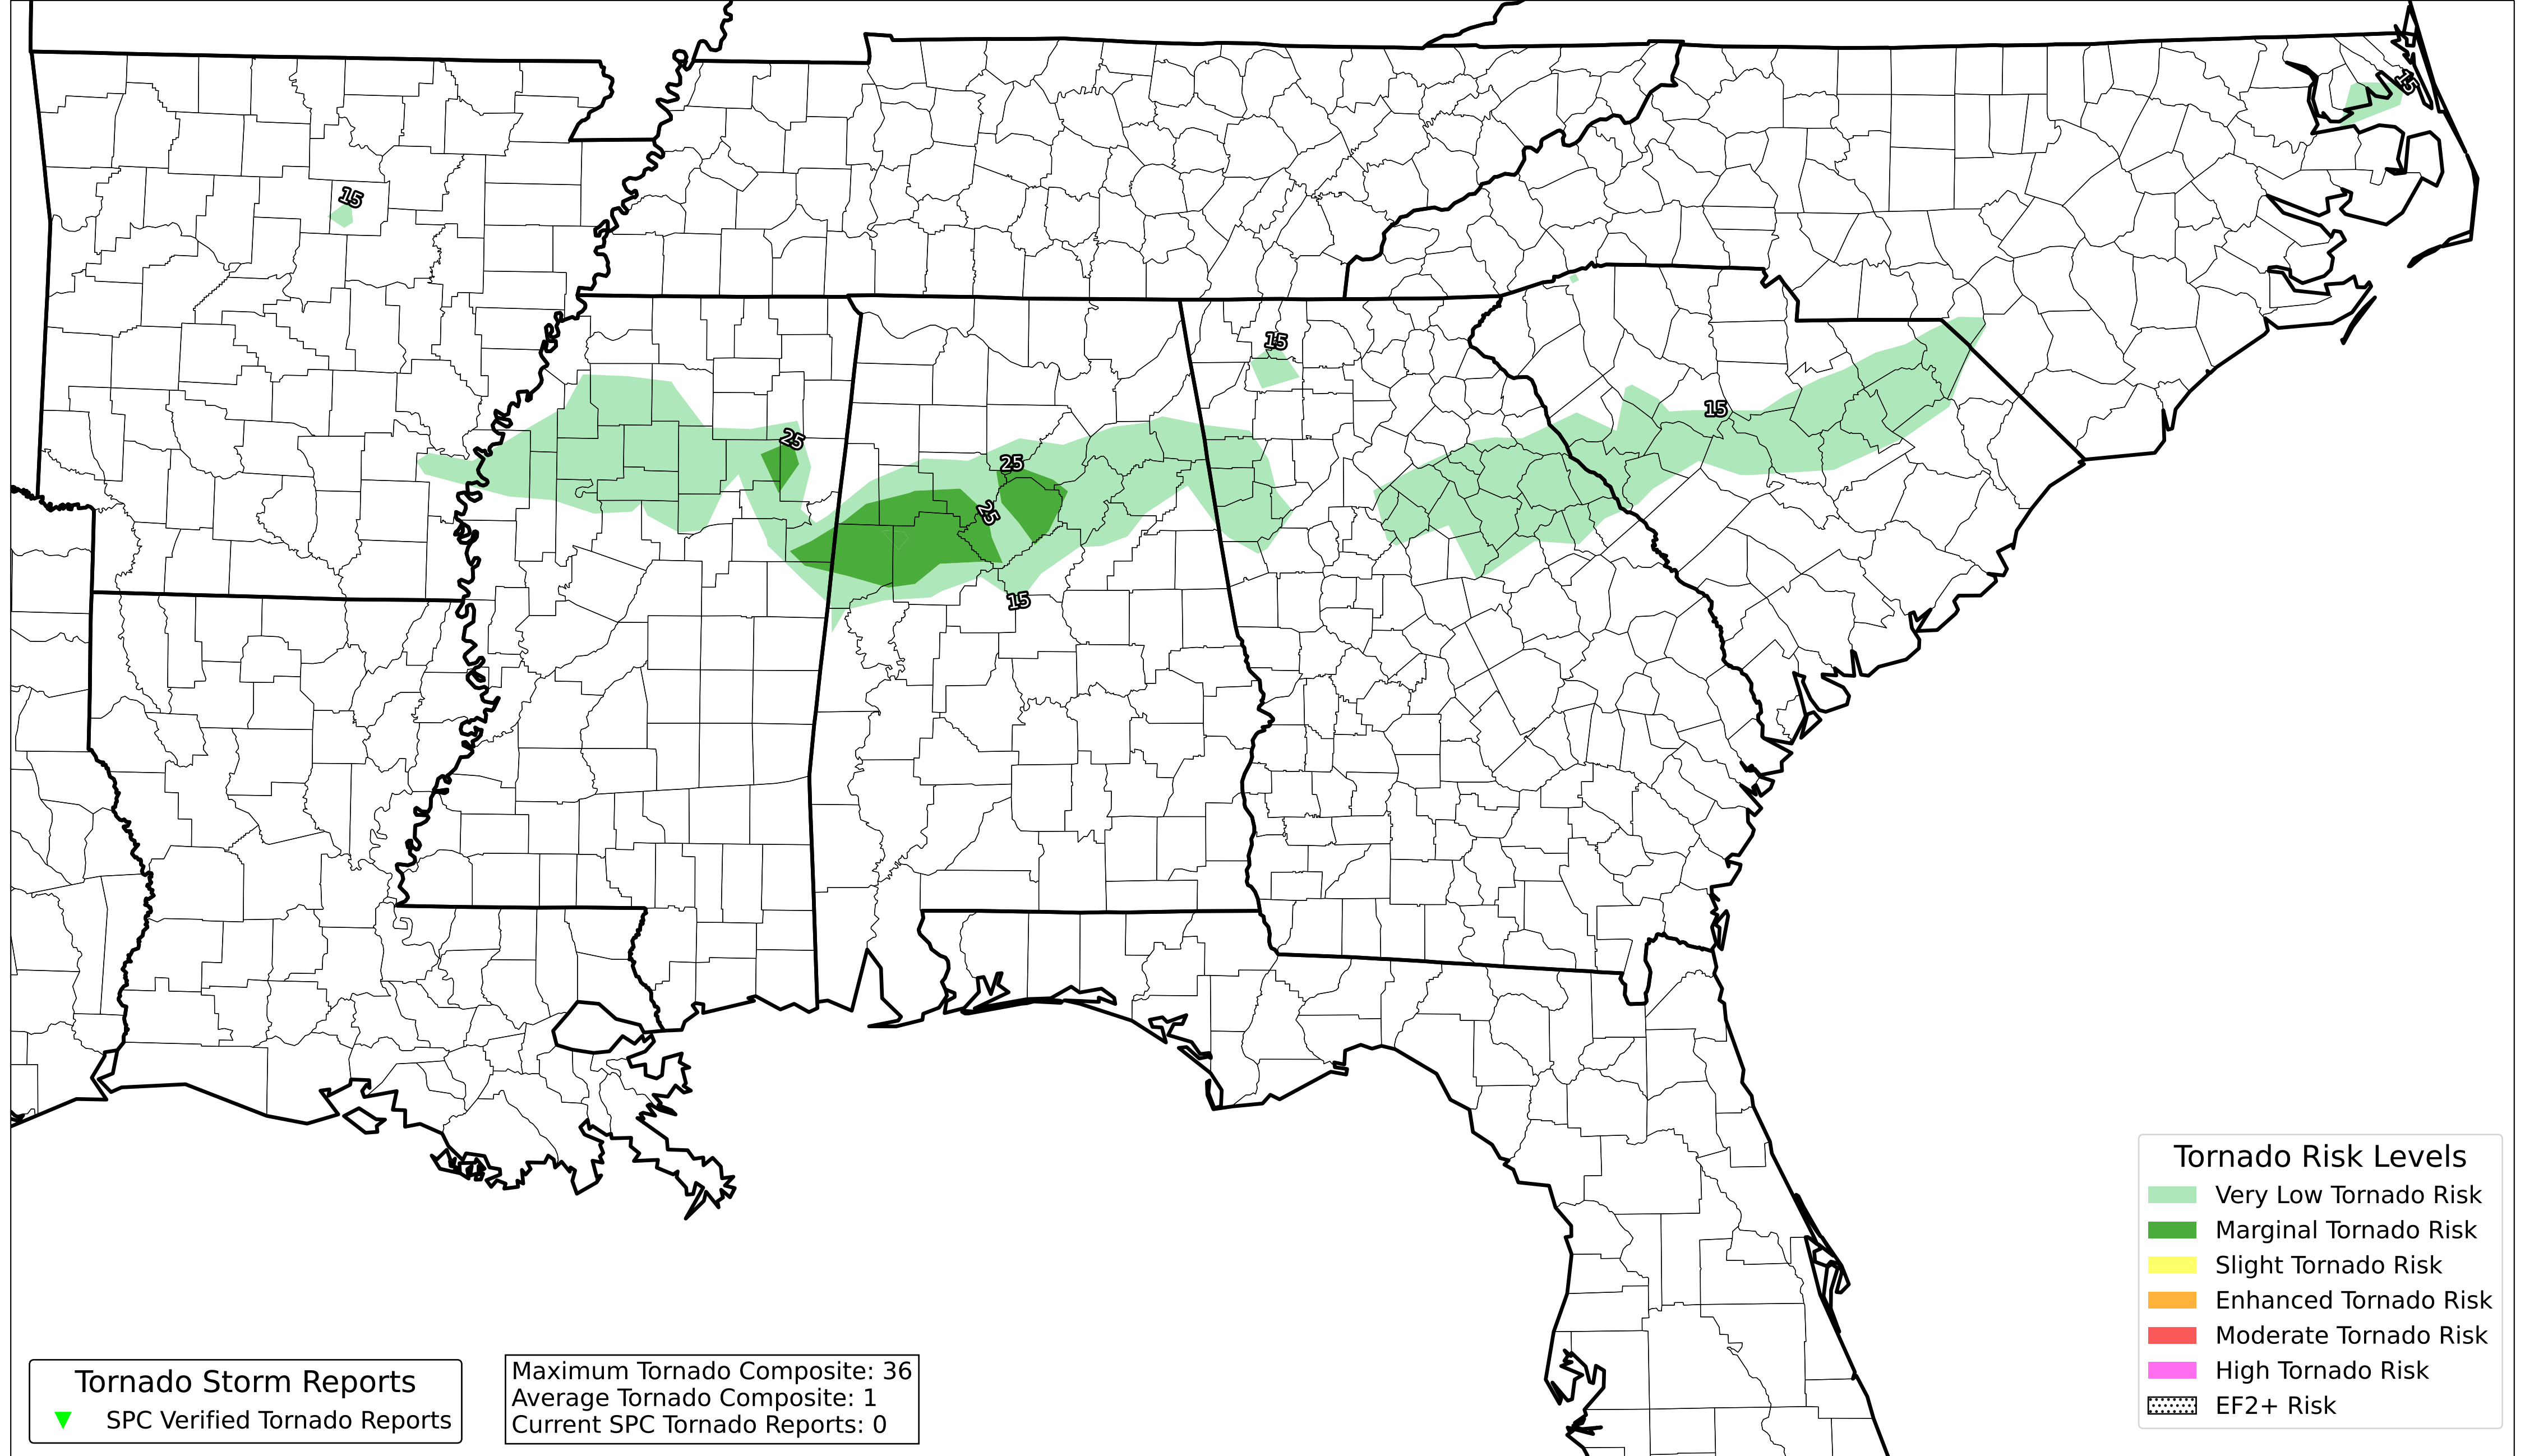 15
15
15
15
25
25
25
15
Tornado Risk Levels
Very Low Tornado Risk
Marginal Tornado Risk
Slight Tornado Risk
Enhanced Tornado Risk
Moderate Tornado Risk
High Tornado Risk
EF2+ Risk
Tornado Storm Reports
SPC Verified Tornado Reports
Maximum Tornado Composite: 36
Average Tornado Composite: 1
Current SPC Tornado Reports: 0